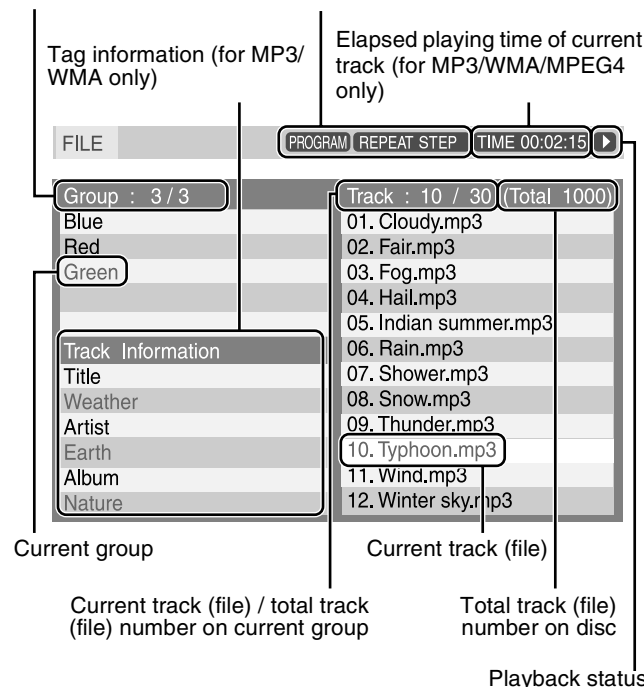 Tag information (for MP3/
WMA only)
Elapsed playing time of current
track (for MP3/WMA/MPEG4
only)
FILE
PROGRAM REPEAT STEP TIME 00:02:15
Group : 3 / 3
Blue
Red
Green
Track Information
Title
Weather
Artist
Earth
Album
Nature
Track : 10 / 30 (Total 1000)
01. Cloudy.mp3
02. Fair.mp3
03. Fog.mp3
04. Hail.mp3
05. Indian summer.mp3
06. Rain.mp3
07. Shower.mp3
08. Snow.mp3
09. Thunder.mp3
10. Typhoon.mp3
11. Wind.mp3
12. Winter sky.mp3
Current group
Current track (file)
Current track (file) / total track
(file) number on current group
Total track (file)
number on disc
Playback status